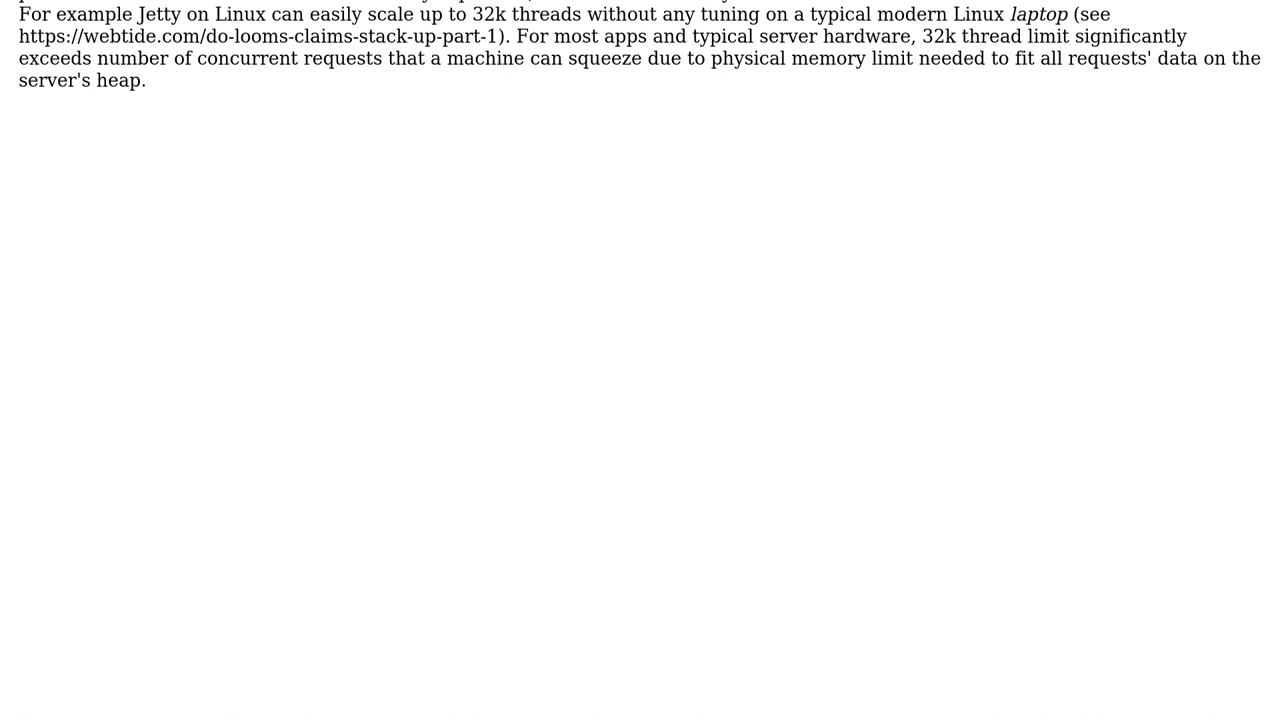 For example Jetty on Linux can easily scale up to 32k threads without any tuning on a typical modern Linux laptop (see
https://webtide.com/do-looms-claims-stack-up-part-1). For most apps and typical server hardware, 32k thread limit significantly
exceeds number of concurrent requests that a machine can squeeze due to physical memory limit needed to fit all requests' data on the
server's heap.